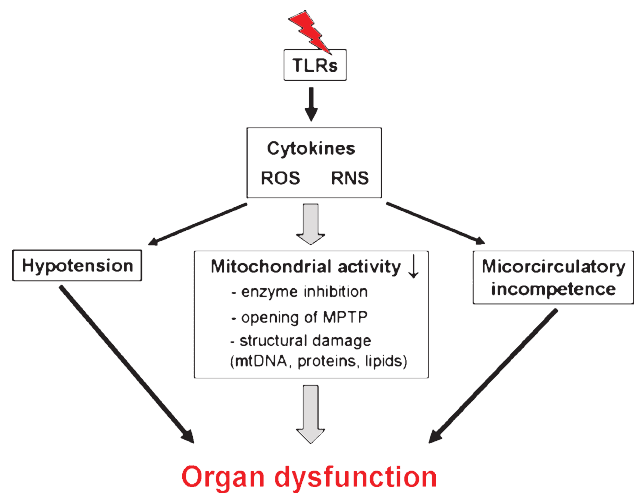 TLRs
Cytokines
ROS RNS
Hypotension
Mitochondrial activity ↓
- enzyme inhibition
- opening of MPTP
- structural damage
(mtDNA, proteins, lipids)
Micorcirculatory
incompetence
Organ dysfunction